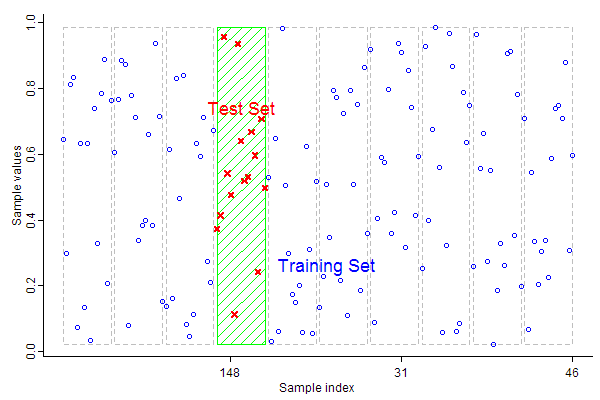 1.0
0.8
0.6
0.4
0.2
0.0
Sample values
Test Set
Training Set
148
31
46
Sample index